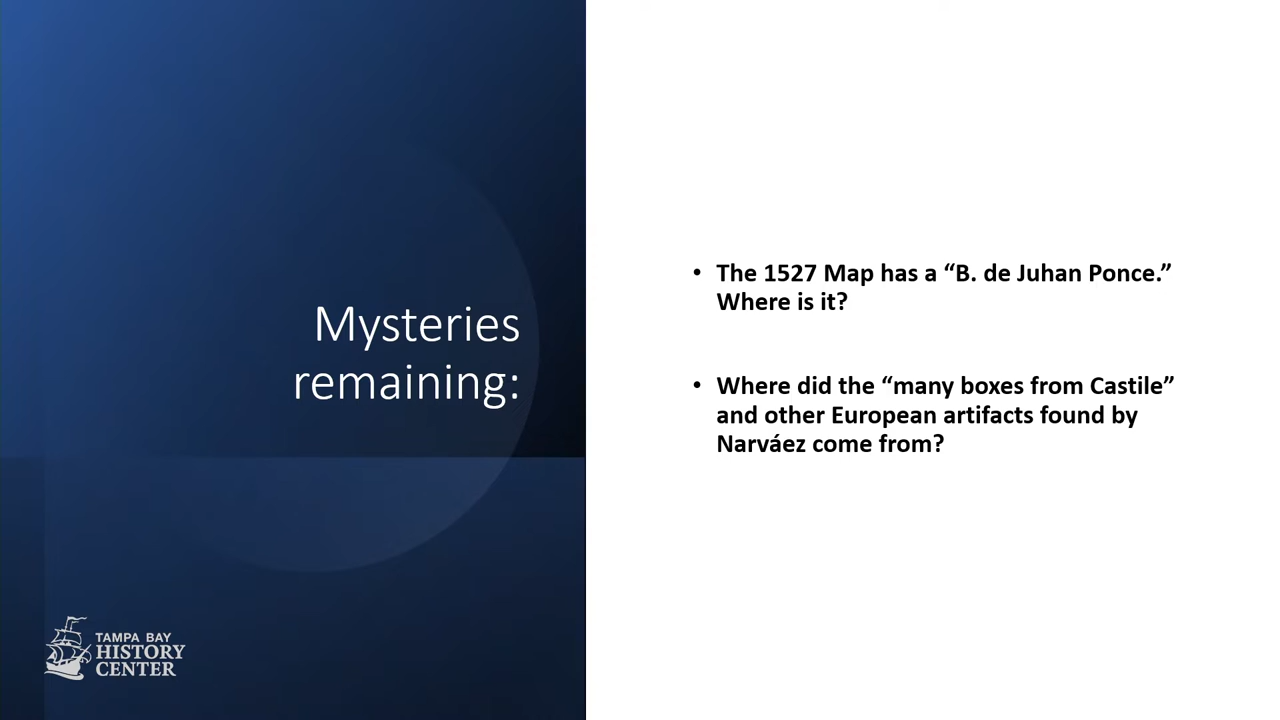 Mysteries
remaining:
• The 1527 Map has a “B. de Juhan Ponce.”
Where is it?
• Where did the “many boxes from Castile”
and other European artifacts found by
Narváez come from?
TAMPA BAY
HISTORY
CENTER